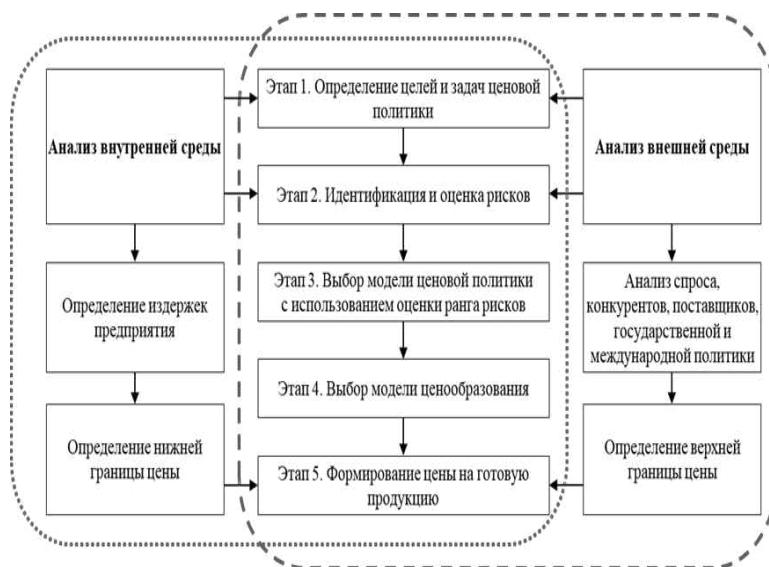 Анализ внутренней среды
Определение издержек
предприятия
Определение нижней
границы цены
Этап 1. Определение целей и задач ценовой
политики
Этап 2. Идентификация и оценка рисков
Этап 3. Выбор модели ценовой политики
с использованием оценки ранга рисков
Этап 4. Выбор модели ценообразования
Этап 5. Формирование цены на готовую
продукцию
Анализ внешней среды
Анализ спроса,
конкурентов, поставщиков,
государственной и
международной политики
Определение верхней
границы цены